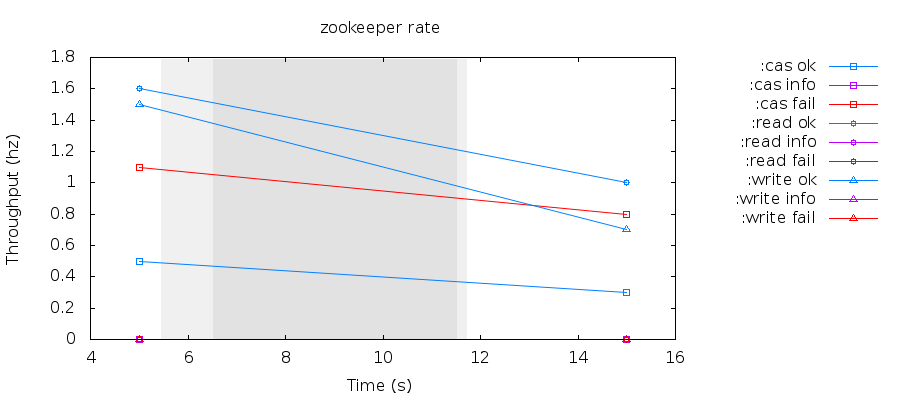 zookeeper rate
Throughput (hz)
1.8
1.6
1.4
1.2
1
0.8
0.6
0.4
0.2
0
4 6 8 10 12 14 16
Time (s)
:cas ok
:cas info
:cas fail
:read ok
:read info
:read fail
:write ok
:write info
:write fail